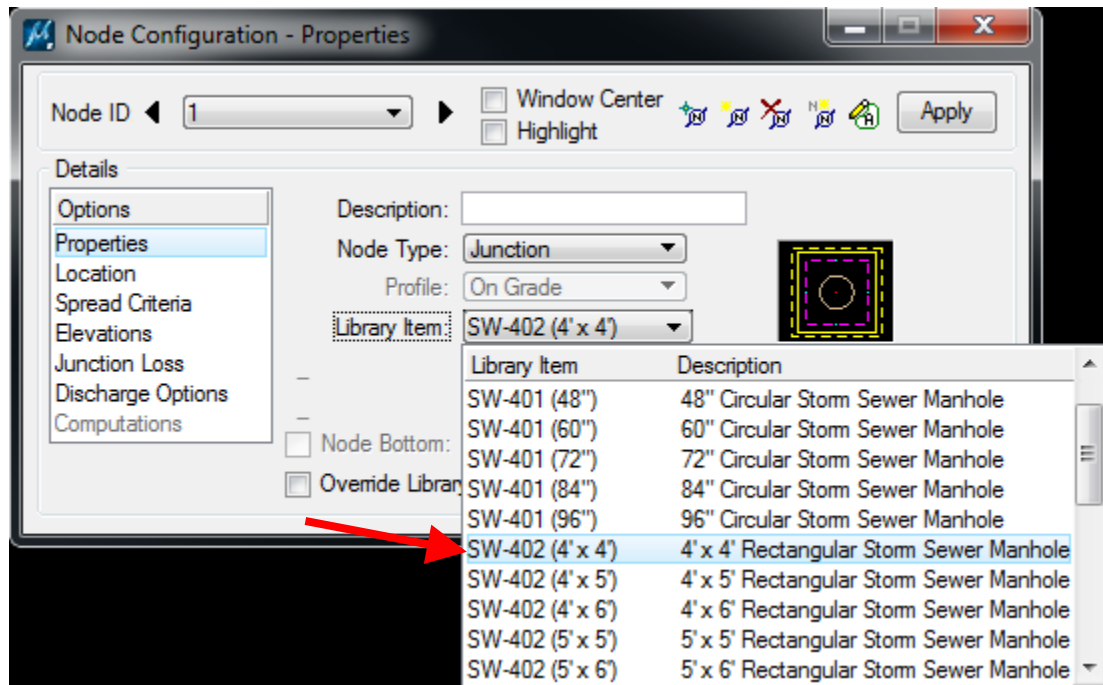 Node Configuration - Properties
Node ID 1 Window Center
Highlight
Apply
Details
Options
Properties
Location
Spread Criteria
Elevations
Junction Loss
Discharge Options
Computations
Description:
Node Type: Junction
Profile: On Grade
Library Item: SW-402 (4' x 4')
Node Bottom:
Override Library
Library Item Description
SW-401 (48") 48" Circular Storm Sewer Manhole
SW-401 (60") 60" Circular Storm Sewer Manhole
SW-401 (72") 72" Circular Storm Sewer Manhole
SW-401 (84") 84" Circular Storm Sewer Manhole
SW-401 (96") 96" Circular Storm Sewer Manhole
SW-402 (4' x 4') 4' x 4' Rectangular Storm Sewer Manhole
SW-402 (4' x 5') 4' x 5' Rectangular Storm Sewer Manhole
SW-402 (4' x 6') 4' x 6' Rectangular Storm Sewer Manhole
SW-402 (5' x 5') 5' x 5' Rectangular Storm Sewer Manhole
SW-402 (5' x 6') 5' x 6' Rectangular Storm Sewer Manhole